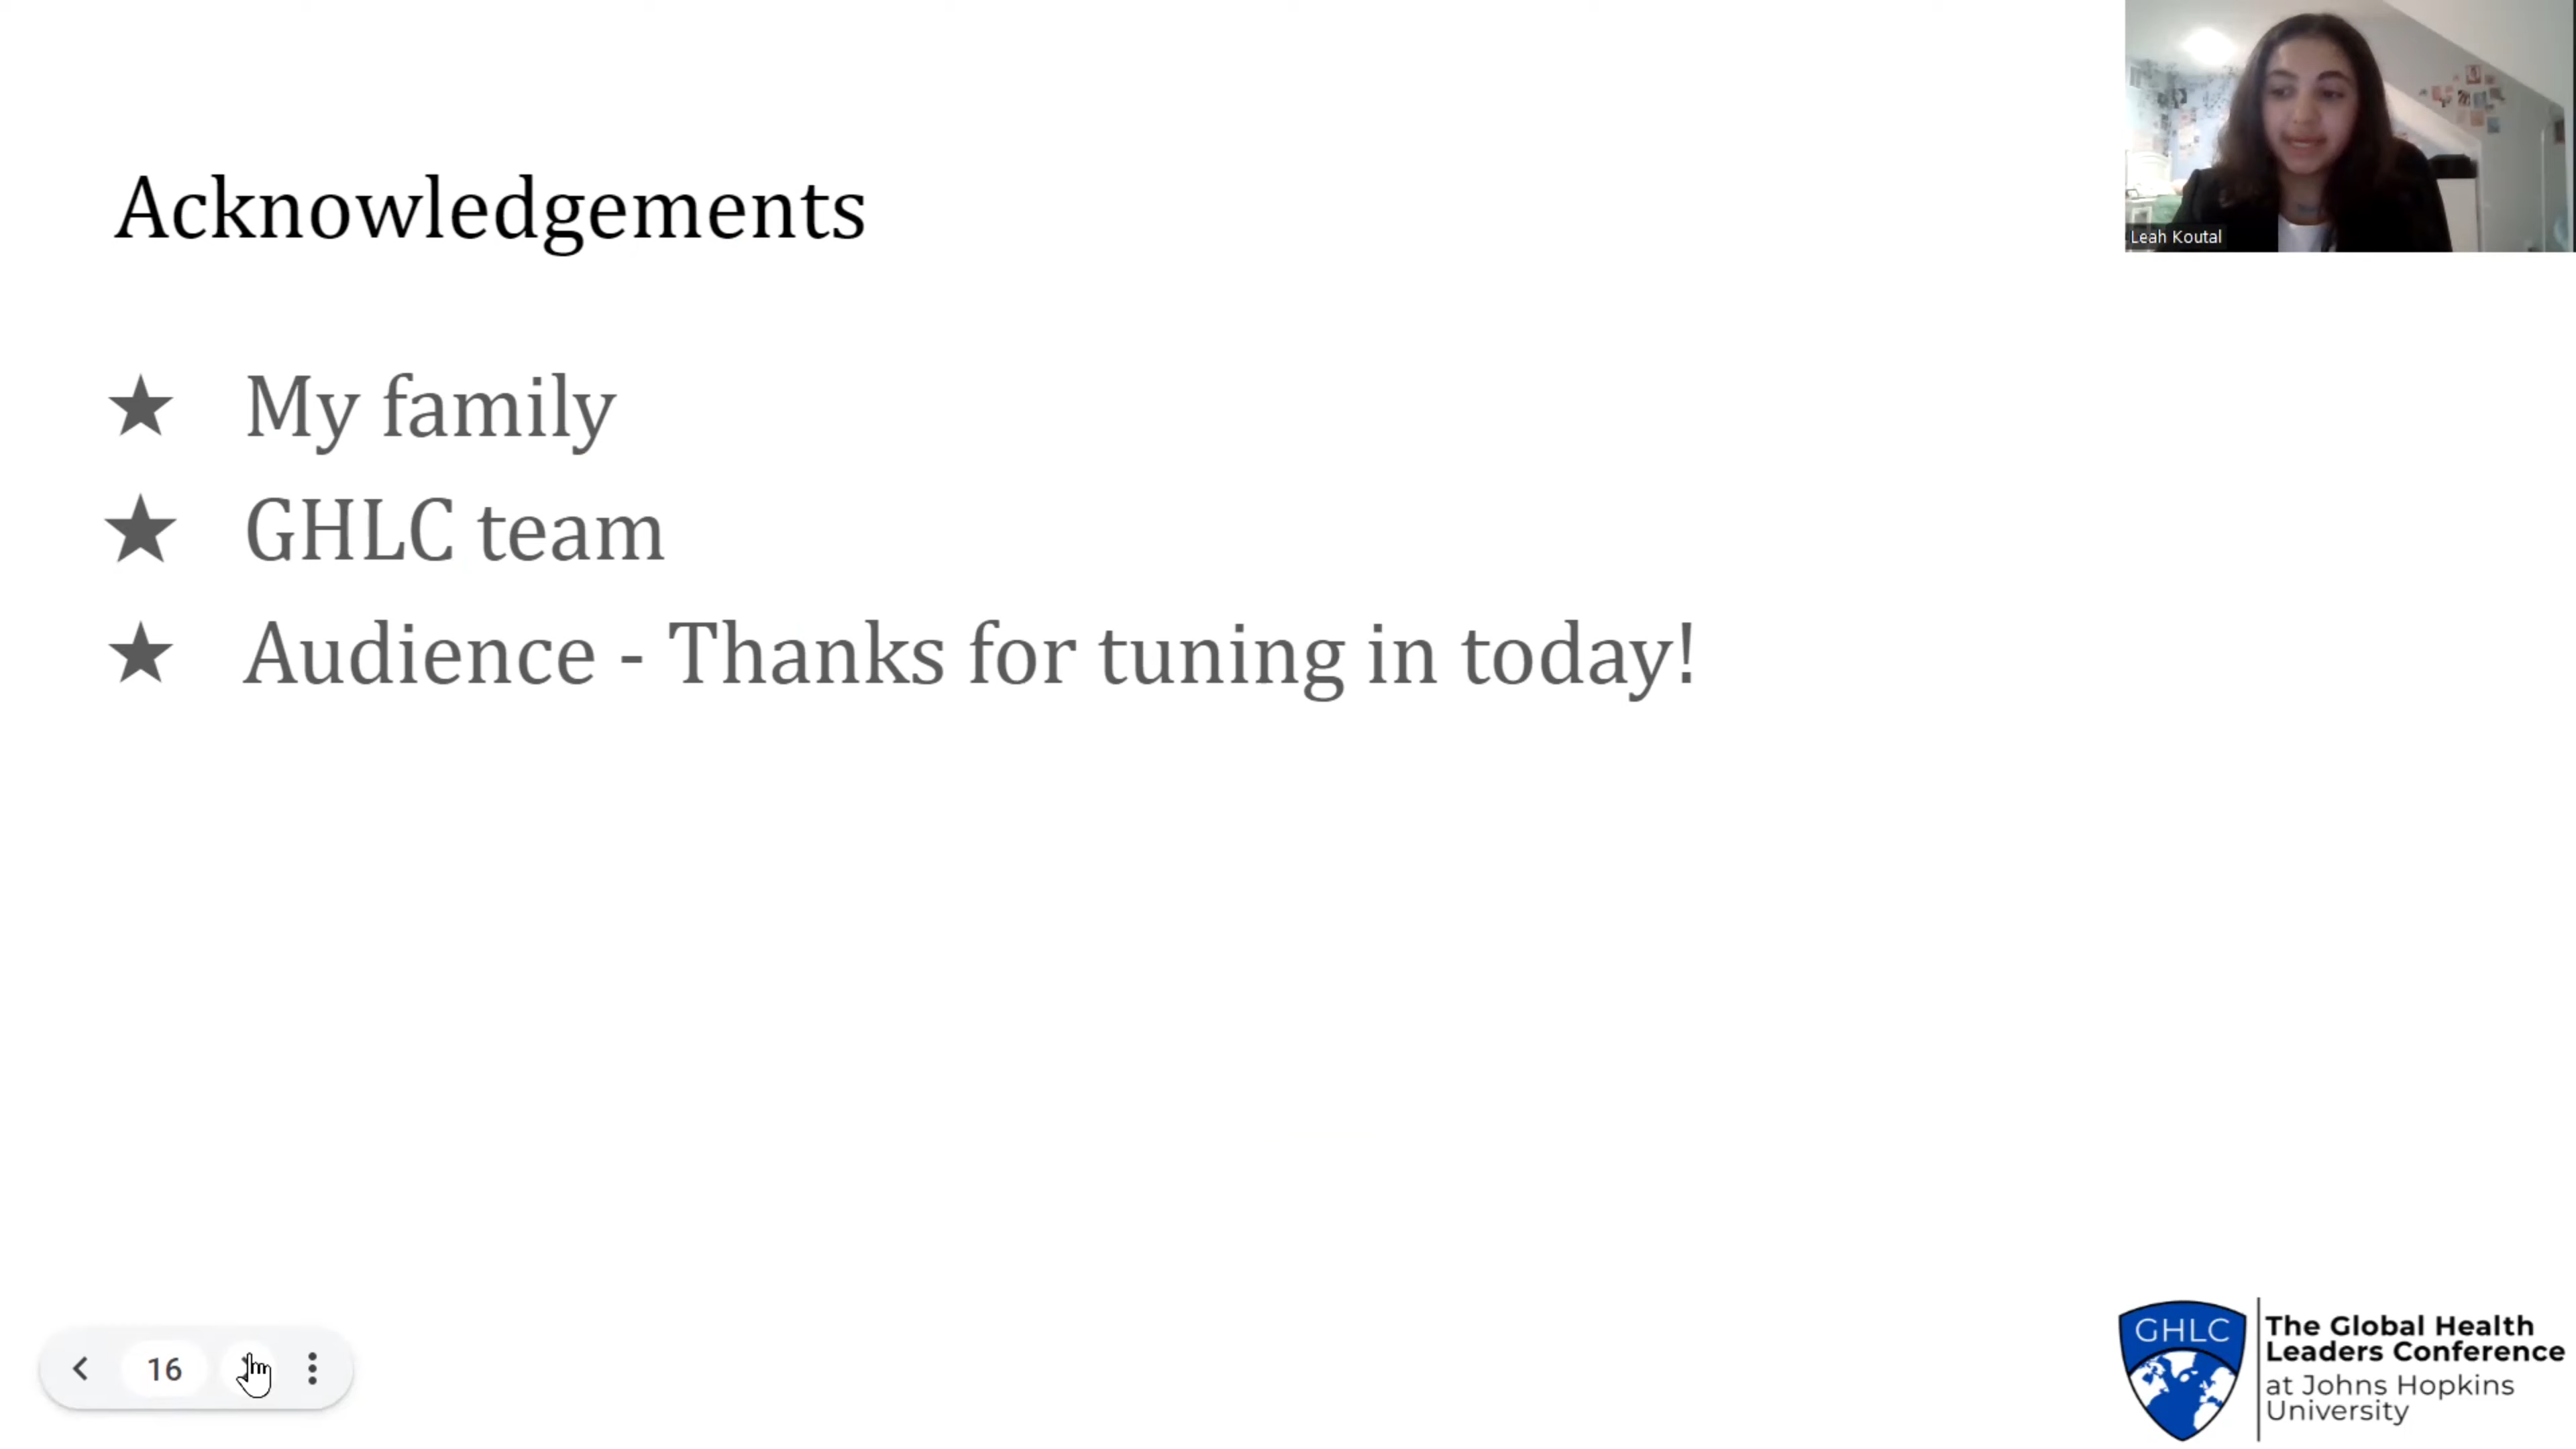 Acknowledgements
Leah Koutal
★ My family
★ GHLC team
★ Audience - Thanks for tuning in today!
16
GHLC
The Global Health
Leaders Conference
at Johns Hopkins
University